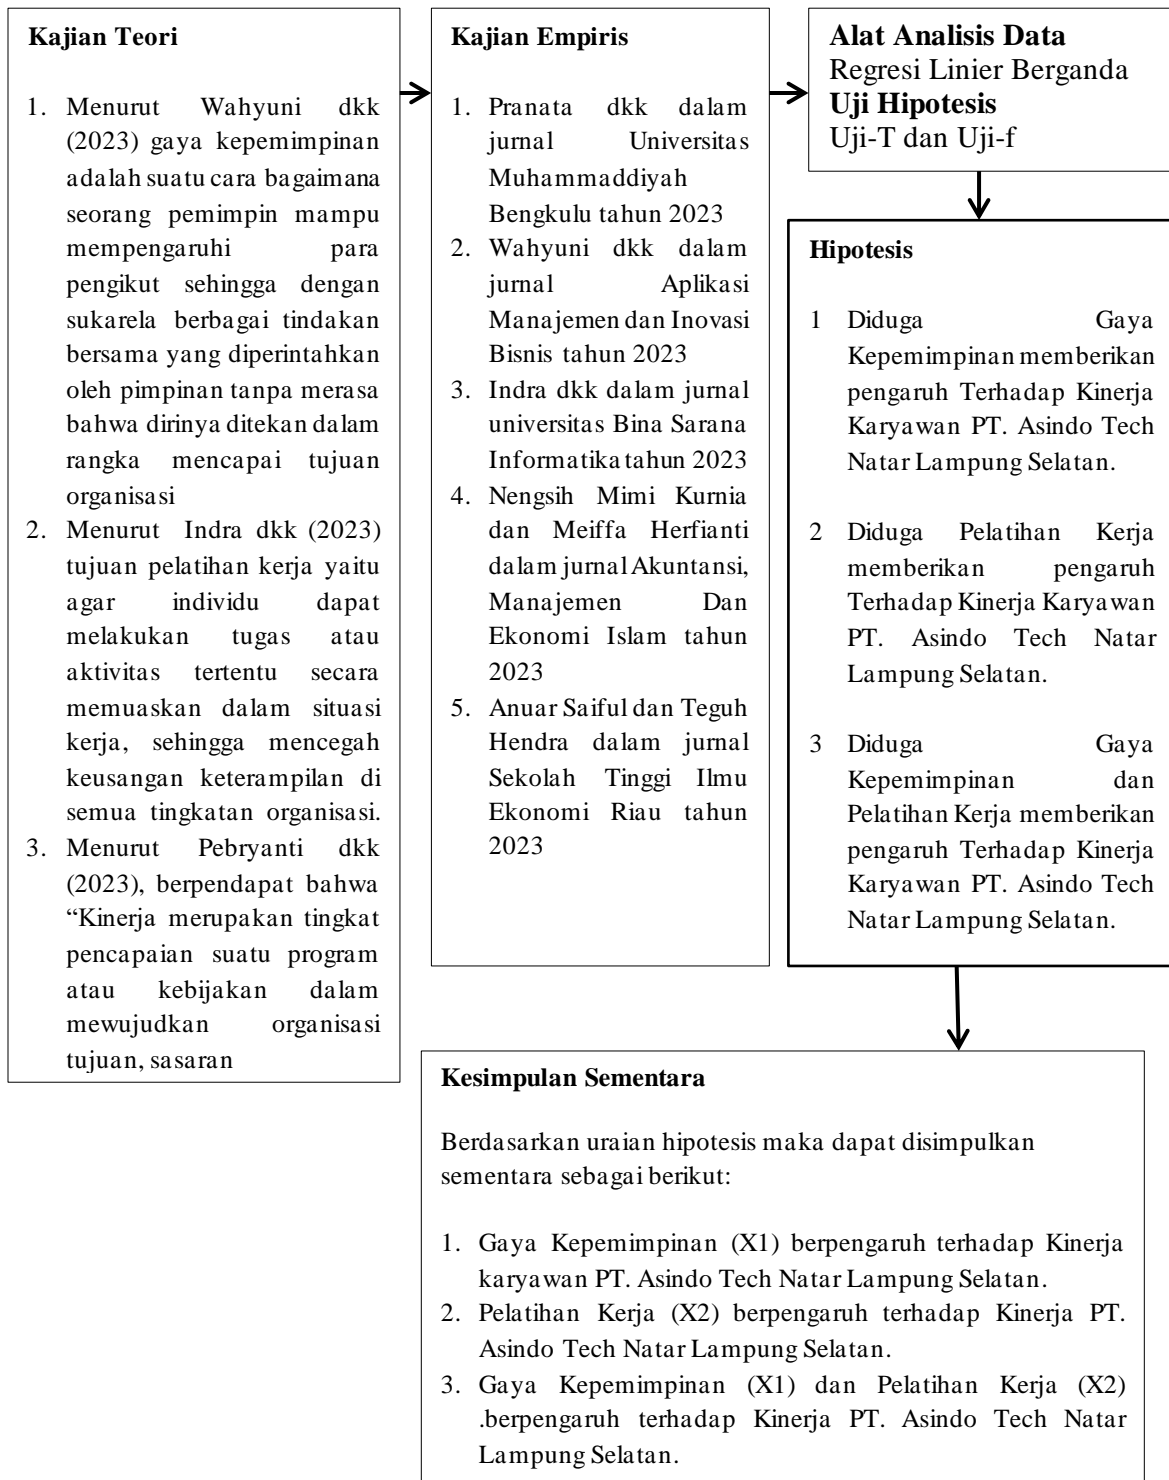 Kajian Teori
1. Menurut Wahyuni dkk
(2023) gaya kepemimpinan
adalah suatu cara bagaimana
seorang pemimpin mampu
mempengaruhi para
pengikut sehingga dengan
sukarela berbagai tindakan
bersama yang diperintahkan
oleh pimpinan tanpa merasa
bahwa dirinya ditekan dalam
rangka mencapai tujuan
organisasi
2. Menurut Indra dkk (2023)
tujuan pelatihan kerja yaitu
agar individu dapat
melakukan tugas atau
aktivitas tertentu secara
memuaskan dalam situasi
kerja, sehingga mencegah
keusangan keterampilan di
semua tingkatan organisasi.
3. Menurut Pebryanti dkk
(2023), berpendapat bahwa
“Kinerja merupakan tingkat
pencapaian suatu program
atau kebijakan dalam
mewujudkan organisasi
tujuan, sasaran
Kajian Empiris
1. Pranata dkk dalam
jurnal Universitas
Muhammaddiyah
Bengkulu tahun 2023
2. Wahyuni dkk dalam
jurnal Aplikasi
Manajemen dan Inovasi
Bisnis tahun 2023
3. Indra dkk dalam jurnal
universitas Bina Sarana
Informatika tahun 2023
4. Nengsih Mimi Kurnia
dan Meiffa Herfianti
dalam jurnal Akuntansi,
Manajemen Dan
Ekonomi Islam tahun
2023
5. Anuar Saiful dan Teguh
Hendra dalam jurnal
Sekolah Tinggi Ilmu
Ekonomi Riau tahun
2023
Alat Analisis Data
Regresi Linier Berganda
Uji Hipotesis
Uji-T dan Uji-f
Hipotesis
1 Diduga Gaya
Kepemimpinan memberikan
pengaruh Terhadap Kinerja
Karyawan PT. Asindo Tech
Natar Lampung Selatan.
2 Diduga Pelatihan Kerja
memberikan pengaruh
Terhadap Kinerja Karyawan
PT. Asindo Tech Natar
Lampung Selatan.
3 Diduga Gaya
Kepemimpinan dan
Pelatihan Kerja memberikan
pengaruh Terhadap Kinerja
Karyawan PT. Asindo Tech
Natar Lampung Selatan.
Kesimpulan Sementara
Berdasarkan uraian hipotesis maka dapat disimpulkan
sementara sebagai berikut:
1. Gaya Kepemimpinan (X1) berpengaruh terhadap Kinerja
karyawan PT. Asindo Tech Natar Lampung Selatan.
2. Pelatihan Kerja (X2) berpengaruh terhadap Kinerja PT.
Asindo Tech Natar Lampung Selatan.
3. Gaya Kepemimpinan (X1) dan Pelatihan Kerja (X2)
.berpengaruh terhadap Kinerja PT. Asindo Tech Natar
Lampung Selatan.